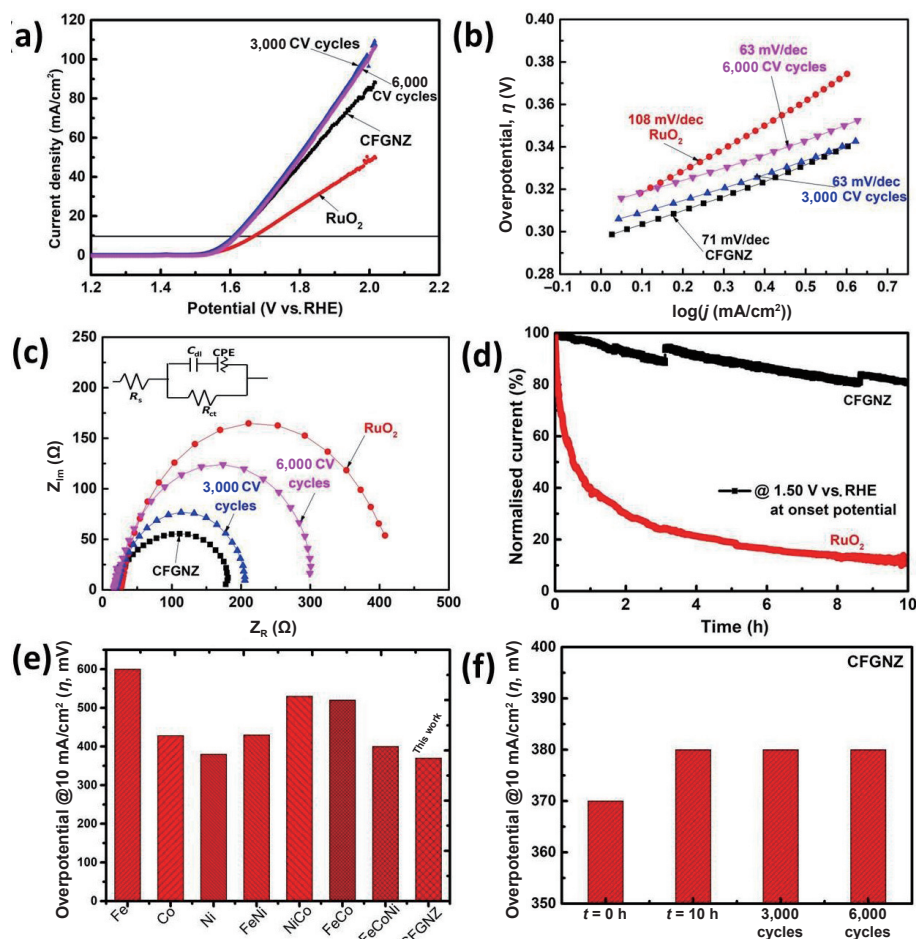 (a)
3,000 CV cycles
6,000
CV cycles
CFGNZ
RuO₂
Current density (mA/cm²)
120
100
80
60
40
20
0
1.2 1.4 1.6 1.8 2.0 2.2
Potential (V vs. RHE)
(b)
63 mV/dec
6,000 CV cycles
108 mV/dec
RuO₂
63 mV/dec
3,000 CV cycles
71 mV/dec
CFGNZ
Overpotential, η (V)
0.40
0.36
0.32
0.30
0.28
–0.1 0.0 0.1 0.2 0.3 0.4 0.5 0.6 0.7
log(j (mA/cm²))
(c)
Cdl CPE
Rs
Rct
RuO₂
6,000 CV
cycles
3,000 CV
cycles
CFGNZ
ZIm (Ω)
250
200
150
100
50
0
0 100 200 300 400 500
ZR (Ω)
(d)
CFGNZ
@ 1.50 V vs. RHE
at onset potential
RuO₂
Normalised current (%)
100
80
60
40
20
0
0 2 4 6 8 10
Time (h)
(e)
This work
Overpotential @10 mA/cm² (η, mV)
600
500
400
300
200
100
0
Fe Co Ni FeNi NiCo FeCo FeCoNi CFGNZ
(f)
CFGNZ
Overpotential @10 mA/cm² (η, mV)
400
390
380
370
360
350
t = 0 h t = 10 h 3,000 6,000
cycles cycles